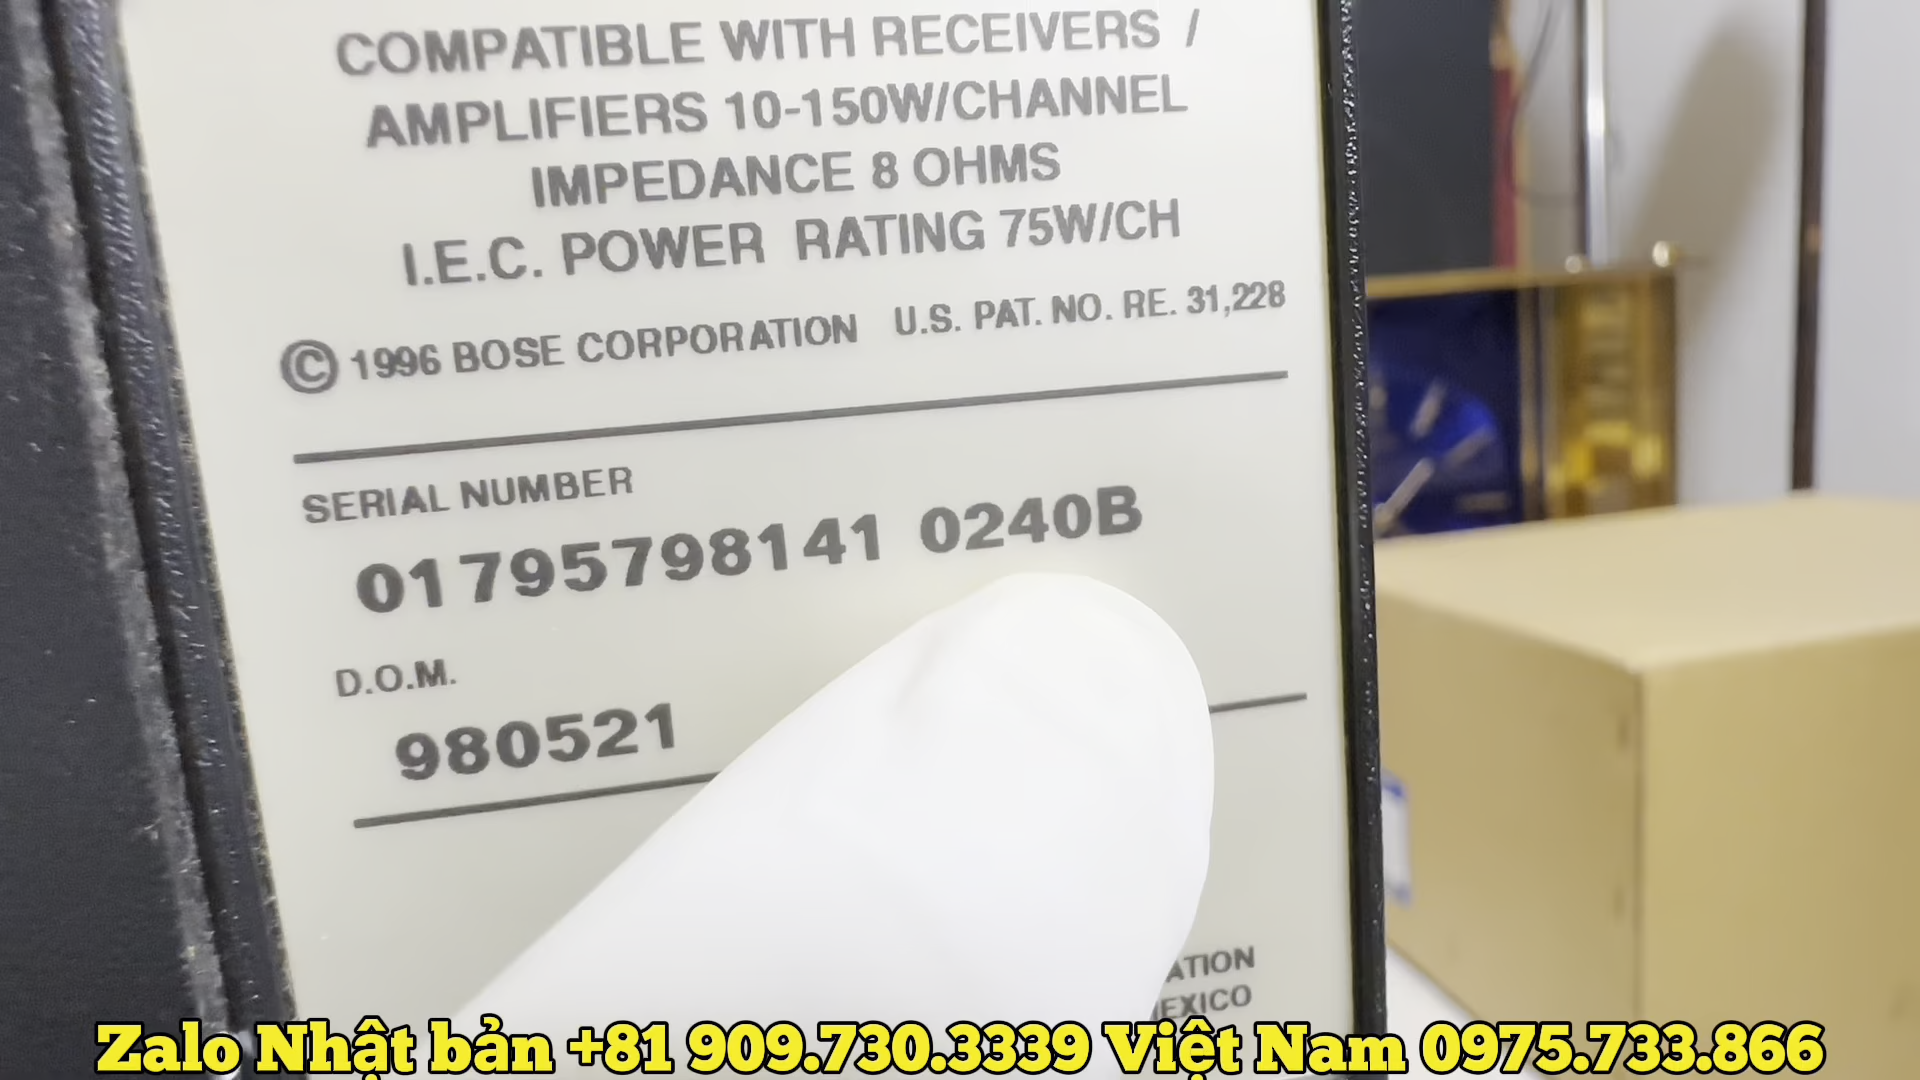 COMPATIBLE WITH RECEIVERS /
AMPLIFIERS 10-150W/CHANNEL
IMPEDANCE 8 OHMS
I.E.C. POWER RATING 75W/CH
© 1996 BOSE CORPORATION U.S. PAT. NO. RE. 31,228
SERIAL NUMBER
01795798141 0240B
D.O.M.
980521
ATION
EXICO
Zalo Nhật bản +81 909.730.3339 Việt Nam 0975.733.866